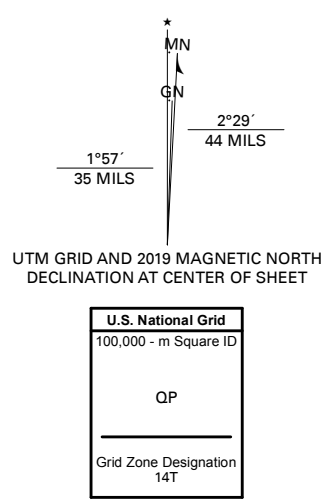 ★
MN
GN
2°29´
44 MILS
1°57´
35 MILS
UTM GRID AND 2019 MAGNETIC NORTH
DECLINATION AT CENTER OF SHEET
U.S. National Grid
100,000 - m Square ID
QP
Grid Zone Designation
14T